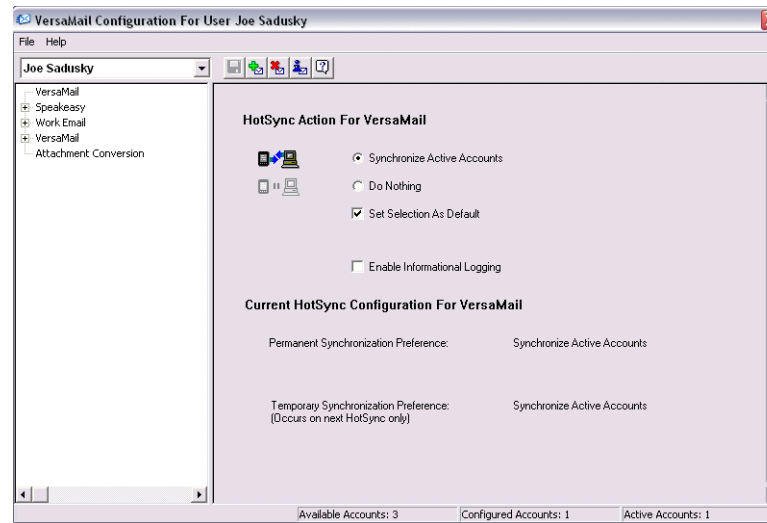 VersaMail Configuration For User Joe Sadusky
File Help
Joe Sadusky
VersaMail
Speakeasy
Work Email
VersaMail
Attachment Conversion
HotSync Action For VersaMail
Synchronize Active Accounts
Do Nothing
Set Selection As Default
Enable Informational Logging
Current HotSync Configuration For VersaMail
Permanent Synchronization Preference: Synchronize Active Accounts
Temporary Synchronization Preference: Synchronize Active Accounts
(Occurs on next HotSync only)
Available Accounts: 3 Configured Accounts: 1 Active Accounts: 1